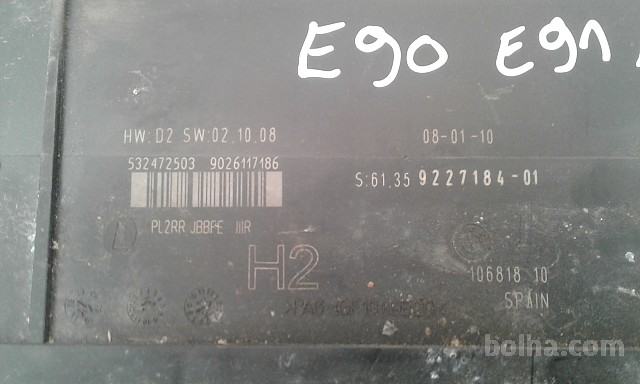 E90 E91
HW:D2 SW:02.10.08
08-01-10
532472503 9026117186
S:61.35 9227184-01
PL2RR JBBFE IIIR
H2
106818 10
SPAIN
bolha.com